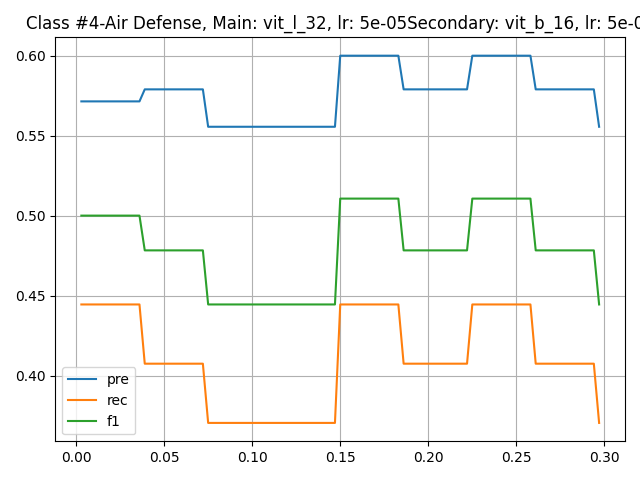 Class #4-Air Defense, Main: vit_l_32, lr: 5e-05Secondary: vit_b_16, lr: 5e-0
0.60
0.55
0.50
0.45
0.40
pre
rec
f1
0.00 0.05 0.10 0.15 0.20 0.25 0.30